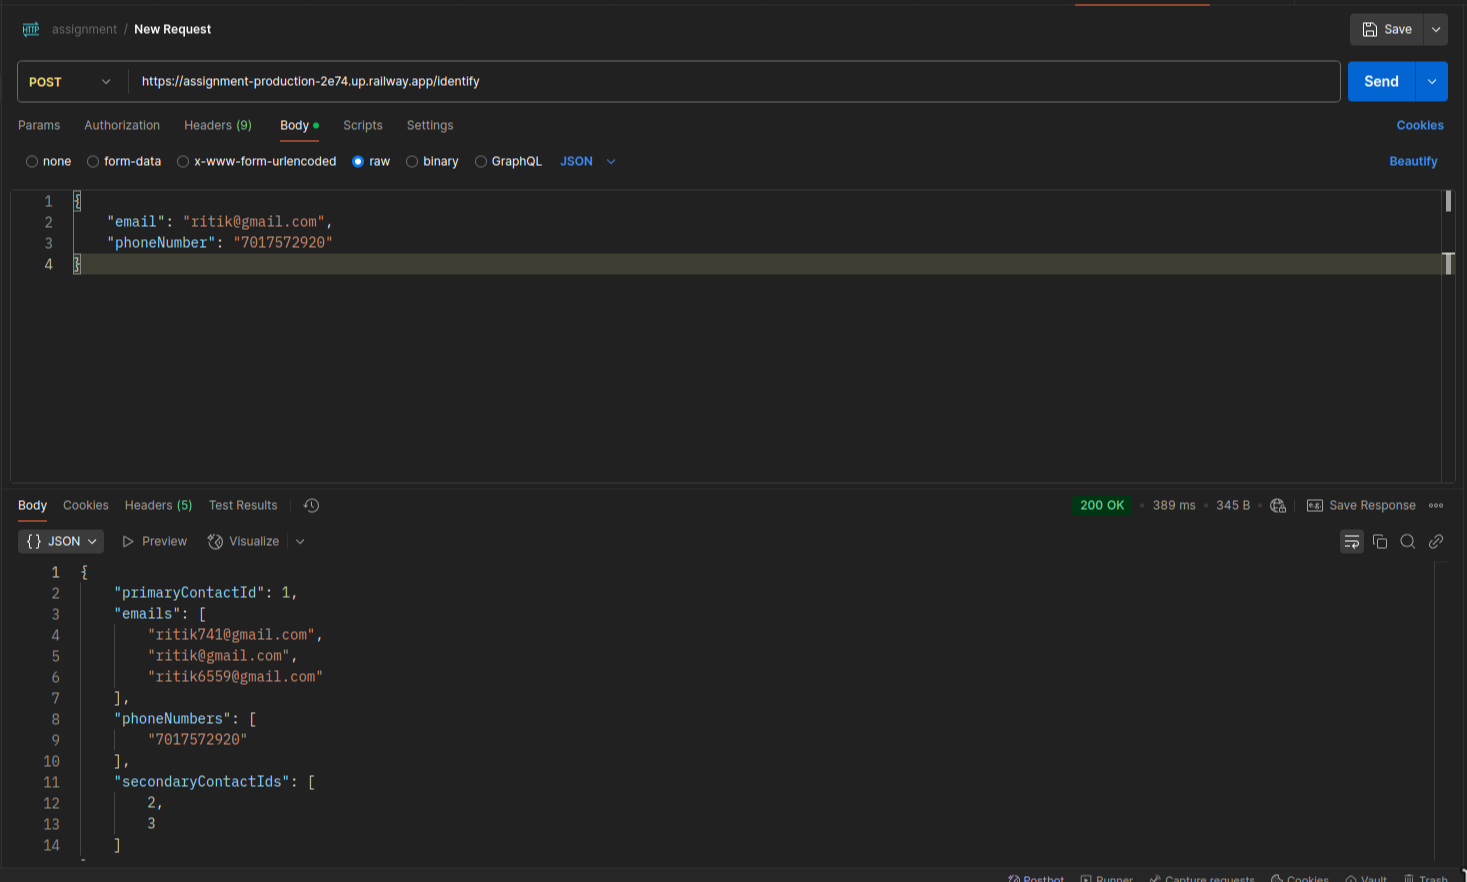 HTTP assignment / New Request Save
POST https://assignment-production-2e74.up.railway.app/identify Send
Params Authorization Headers (9) Body Scripts Settings Cookies
none form-data x-www-form-urlencoded raw binary GraphQL JSON Beautify
1 {
2 "email": "ritik@gmail.com",
3 "phoneNumber": "7017572920"
4 }
Body Cookies Headers (5) Test Results 200 OK • 389 ms • 345 B • e.g. Save Response
{} JSON Preview Visualize
1 {
2 "primaryContactId": 1,
3 "emails": [
4 "ritik741@gmail.com",
5 "ritik@gmail.com",
6 "ritik6559@gmail.com"
7 ],
8 "phoneNumbers": [
9 "7017572920"
10 ],
11 "secondaryContactIds": [
12 2,
13 3
14 ]
Postbot Runner Capture requests Cookies Vault Trash